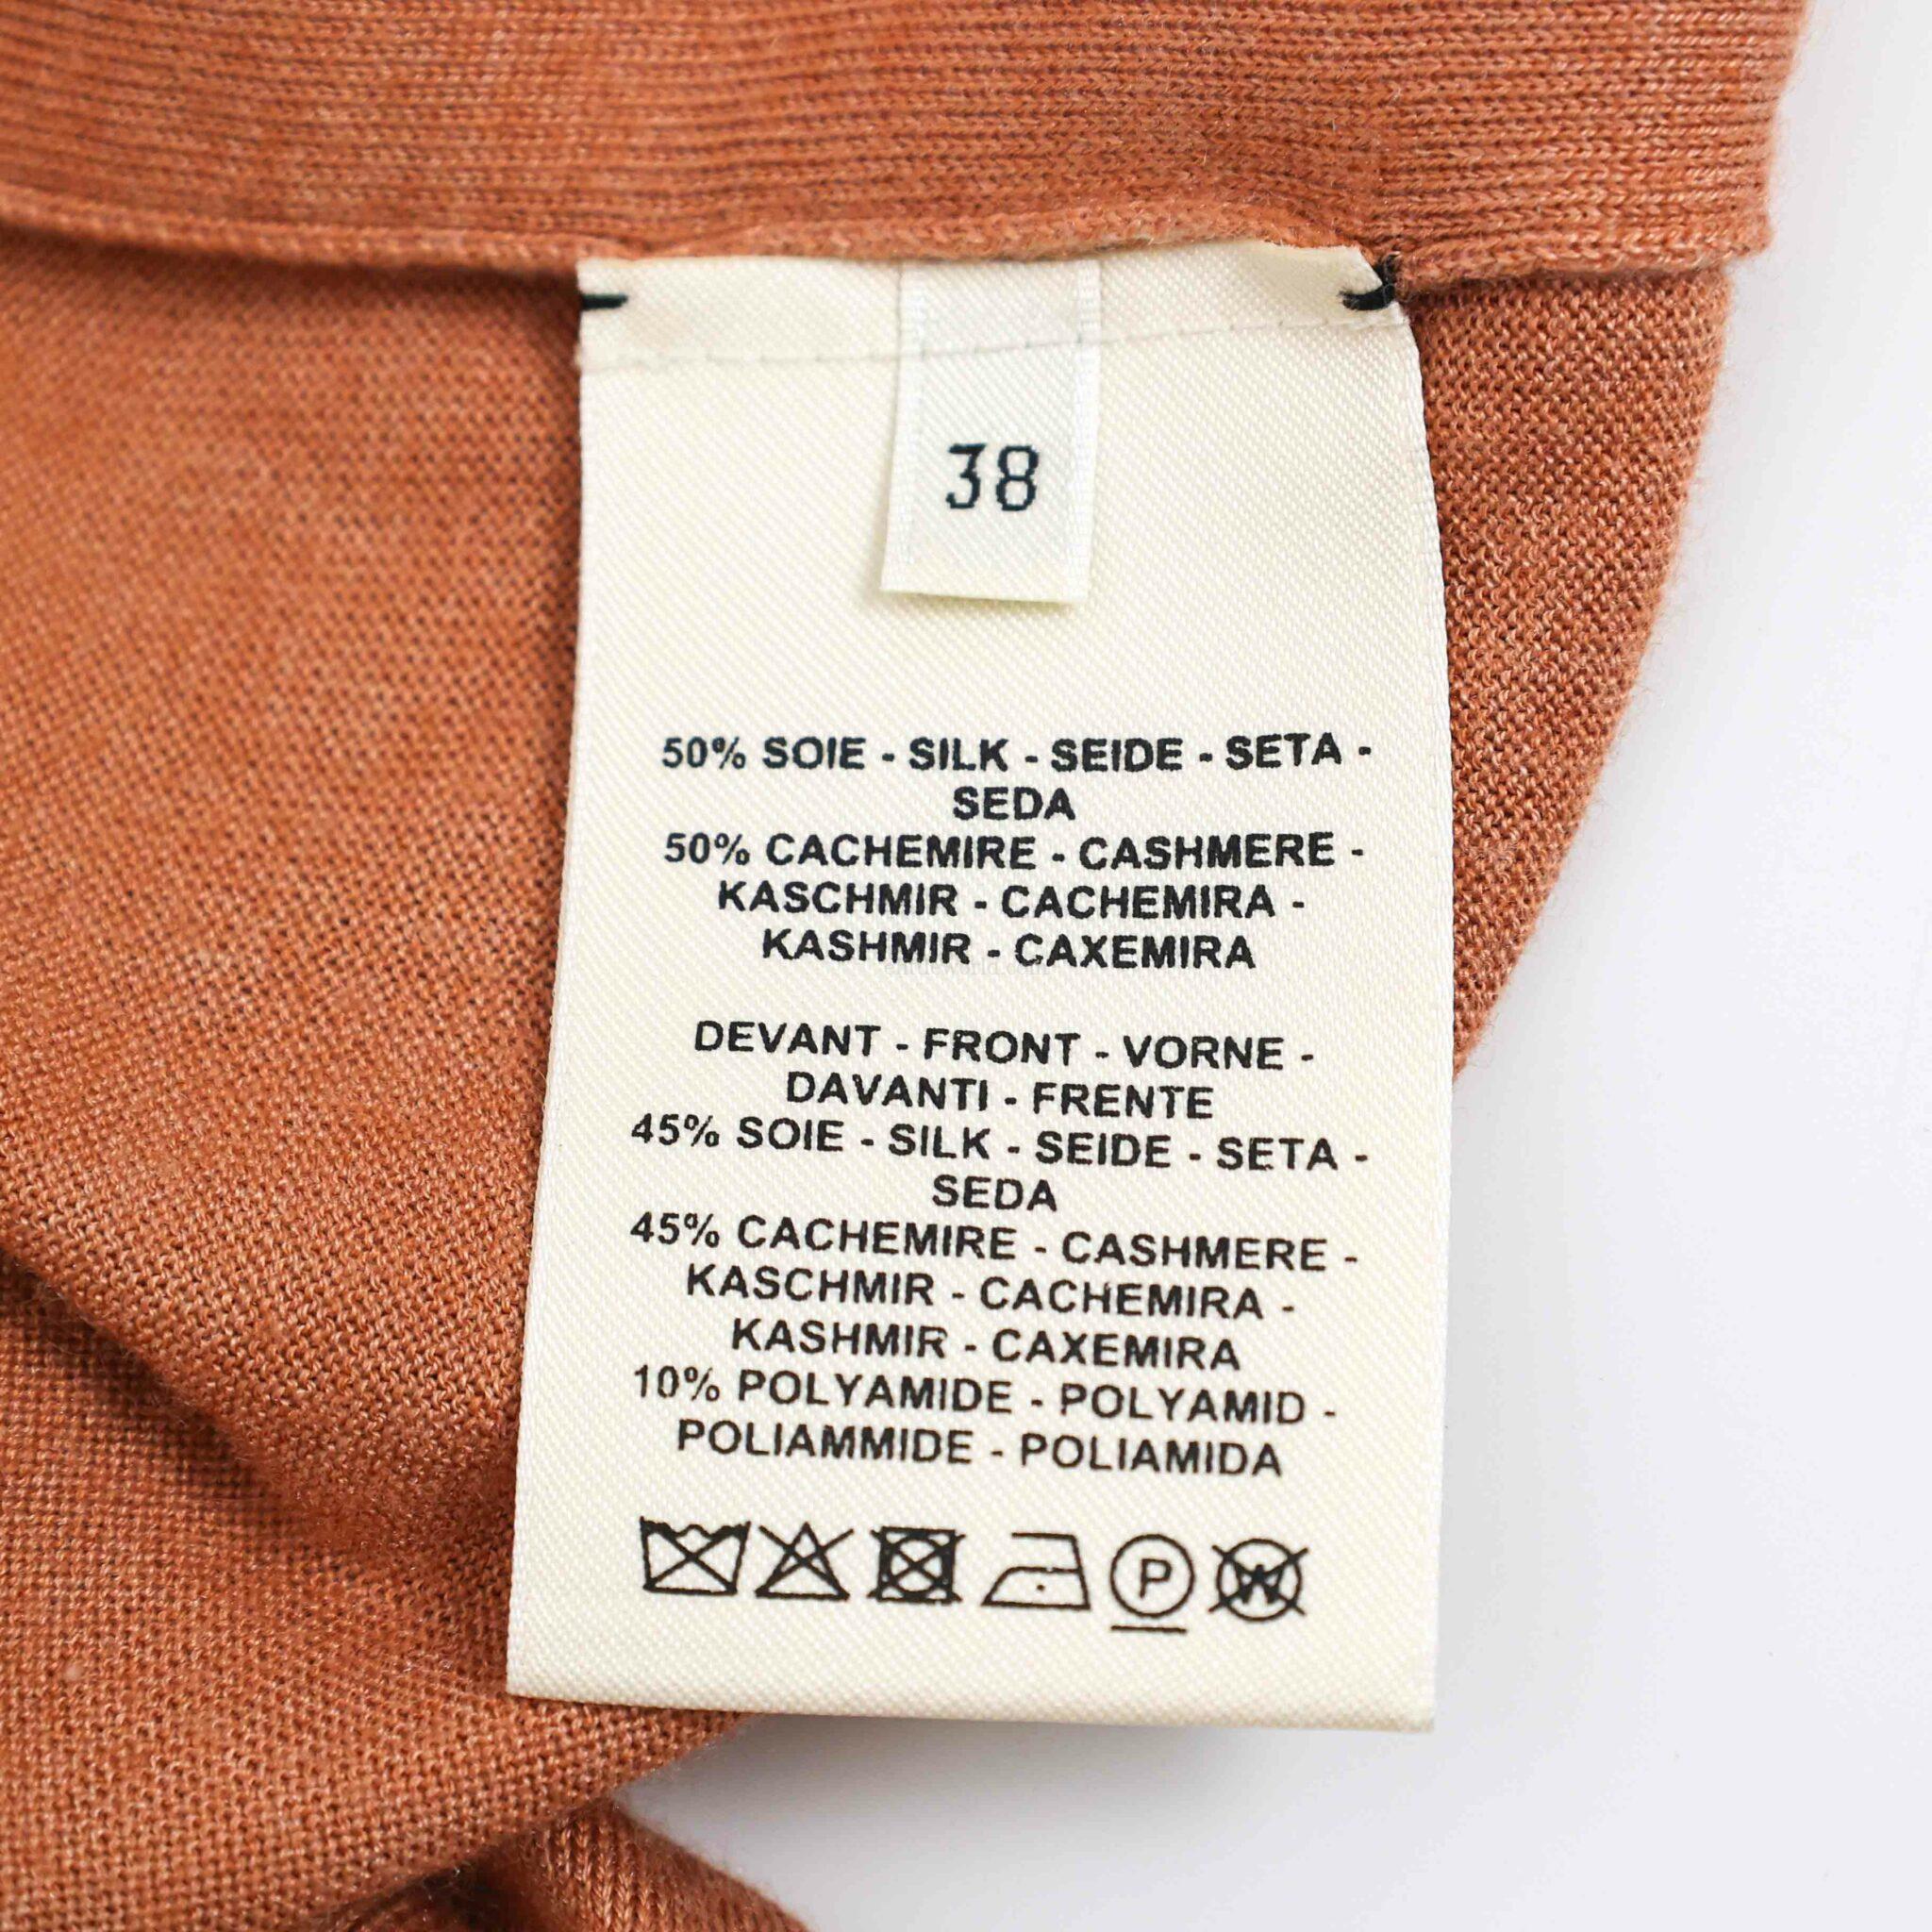 38
50% SOIE - SILK - SEIDE - SETA -
SEDA
50% CACHEMIRE - CASHMERE -
KASCHMIR - CACHEMIRA -
KASHMIR - CAXEMIRA
DEVANT - FRONT - VORNE -
DAVANTI - FRENTE
45% SOIE - SILK - SEIDE - SETA -
SEDA
45% CACHEMIRE - CASHMERE -
KASCHMIR - CACHEMIRA -
KASHMIR - CAXEMIRA
10% POLYAMIDE - POLYAMID -
POLIAMMIDE - POLIAMIDA
P W